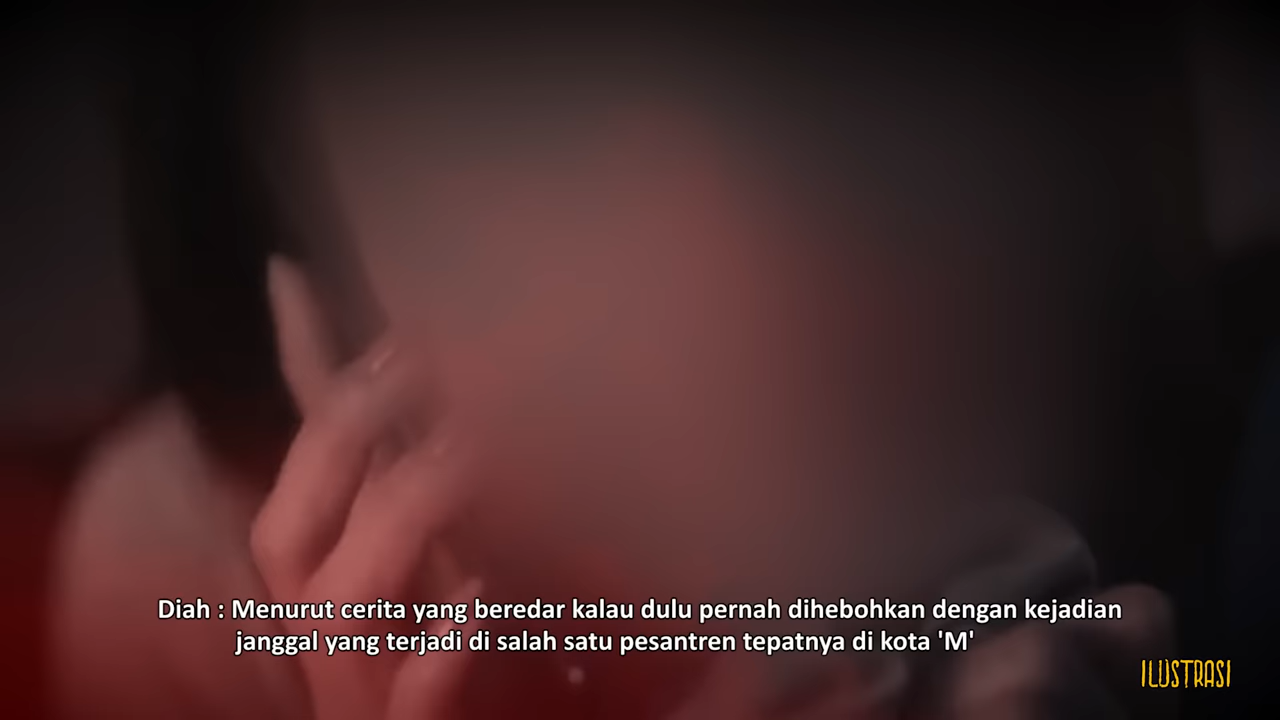 Diah : Menurut cerita yang beredar kalau dulu pernah dihebohkan dengan kejadian
janggal yang terjadi di salah satu pesantren tepatnya di kota 'M'
ILUSTRASI